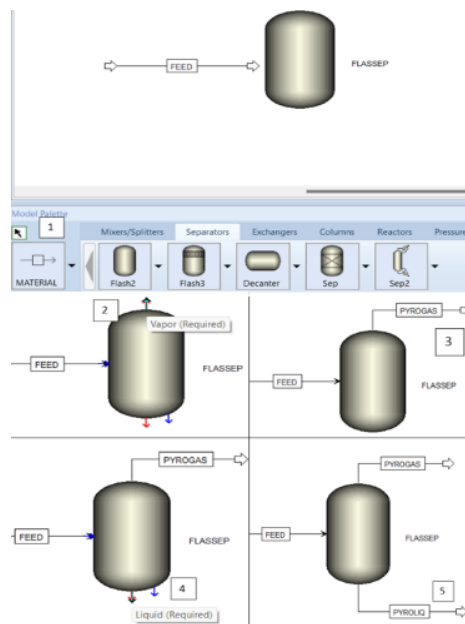 FEED
FLASSEP
Model Palette
1
Mixers/Splitters Separators Exchangers Columns Reactors Pressure
MATERIAL Flash2 Flash3 Decanter Sep Sep2
2
Vapor (Required)
FEED
FLASSEP
PYROGAS
3
FEED
FLASSEP
PYROGAS
FEED
FLASSEP
4
Liquid (Required)
PYROGAS
FEED
FLASSEP
5
PYROLIQ